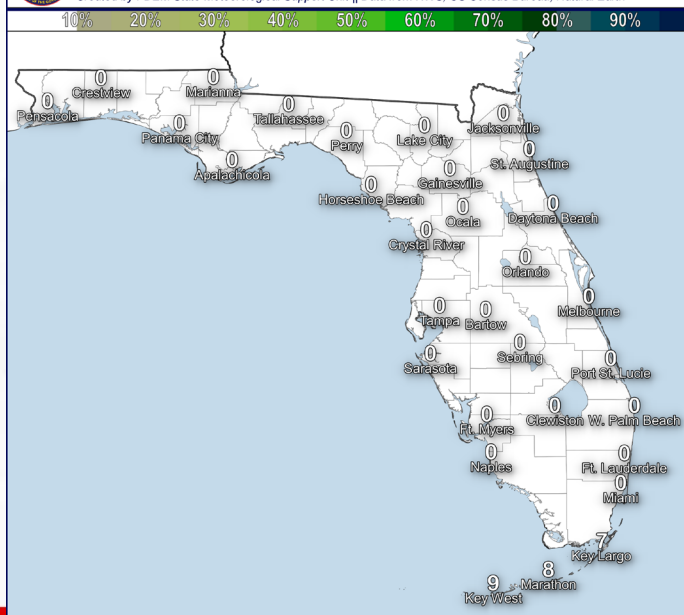 10% 20% 30% 40% 50% 60% 70% 80% 90%
0
Crestview
0
Marianna
0
Pensacola
0
Tallahassee
0
Panama City
0
Perry
0
Lake City
0
Jacksonville
0
Apalachicola
0
St. Augustine
0
Gainesville
0
Horseshoe Beach
0
Ocala
0
Daytona Beach
0
Crystal River
0
Orlando
0
Melbourne
0
Tampa
0
Bartow
0
Sebring
0
Sarasota
0
Port St. Lucie
0
Ft. Myers
0
Clewiston
0
W. Palm Beach
0
Naples
0
Ft. Lauderdale
0
Miami
7
Key Largo
8
Marathon
9
Key West